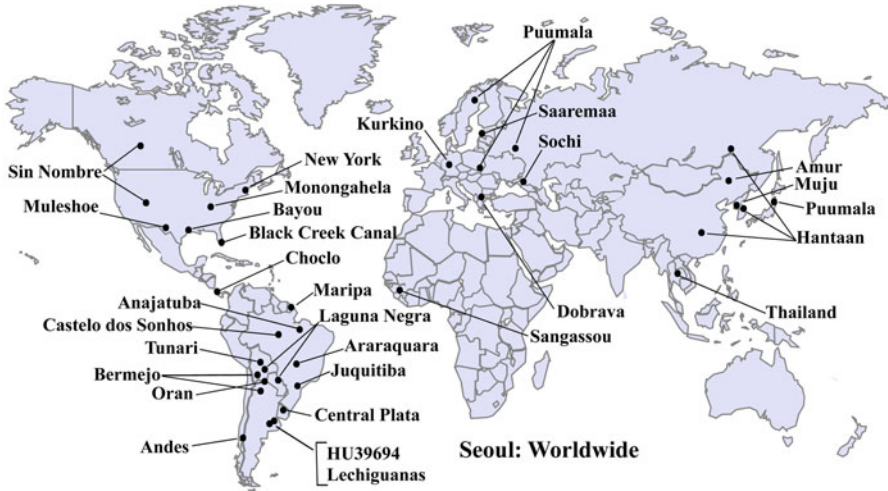 Puumala
Saaremaa
Kurkino
Sochi
New York
Sin Nombre
Monongahela
Amur
Muju
Muleshoe
Bayou
Puumala
Black Creek Canal
Hantaan
Choclo
Maripa
Anajatuba
Laguna Negra
Dobrava
Thailand
Castelo dos Sonhos
Sangassou
Tunari
Araraquara
Bermejo
Juquitiba
Oran
Central Plata
Andes
HU39694
Lechiguanas
Seoul: Worldwide